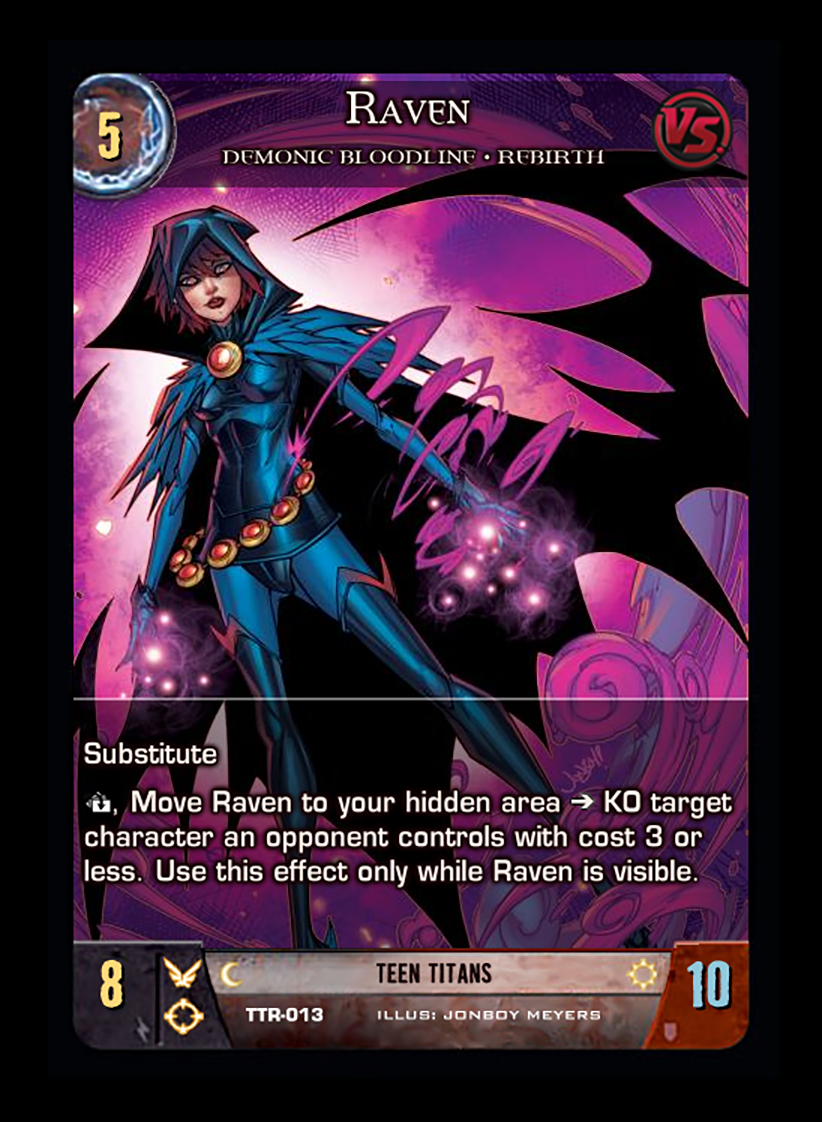 5
RAVEN
VS.
DEMONIC BLOODLINE • REBIRTH
Substitute
, Move Raven to your hidden area → KO target
character an opponent controls with cost 3 or
less. Use this effect only while Raven is visible.
8
TEEN TITANS
10
TTR-013
ILLUS: JONBOY MEYERS